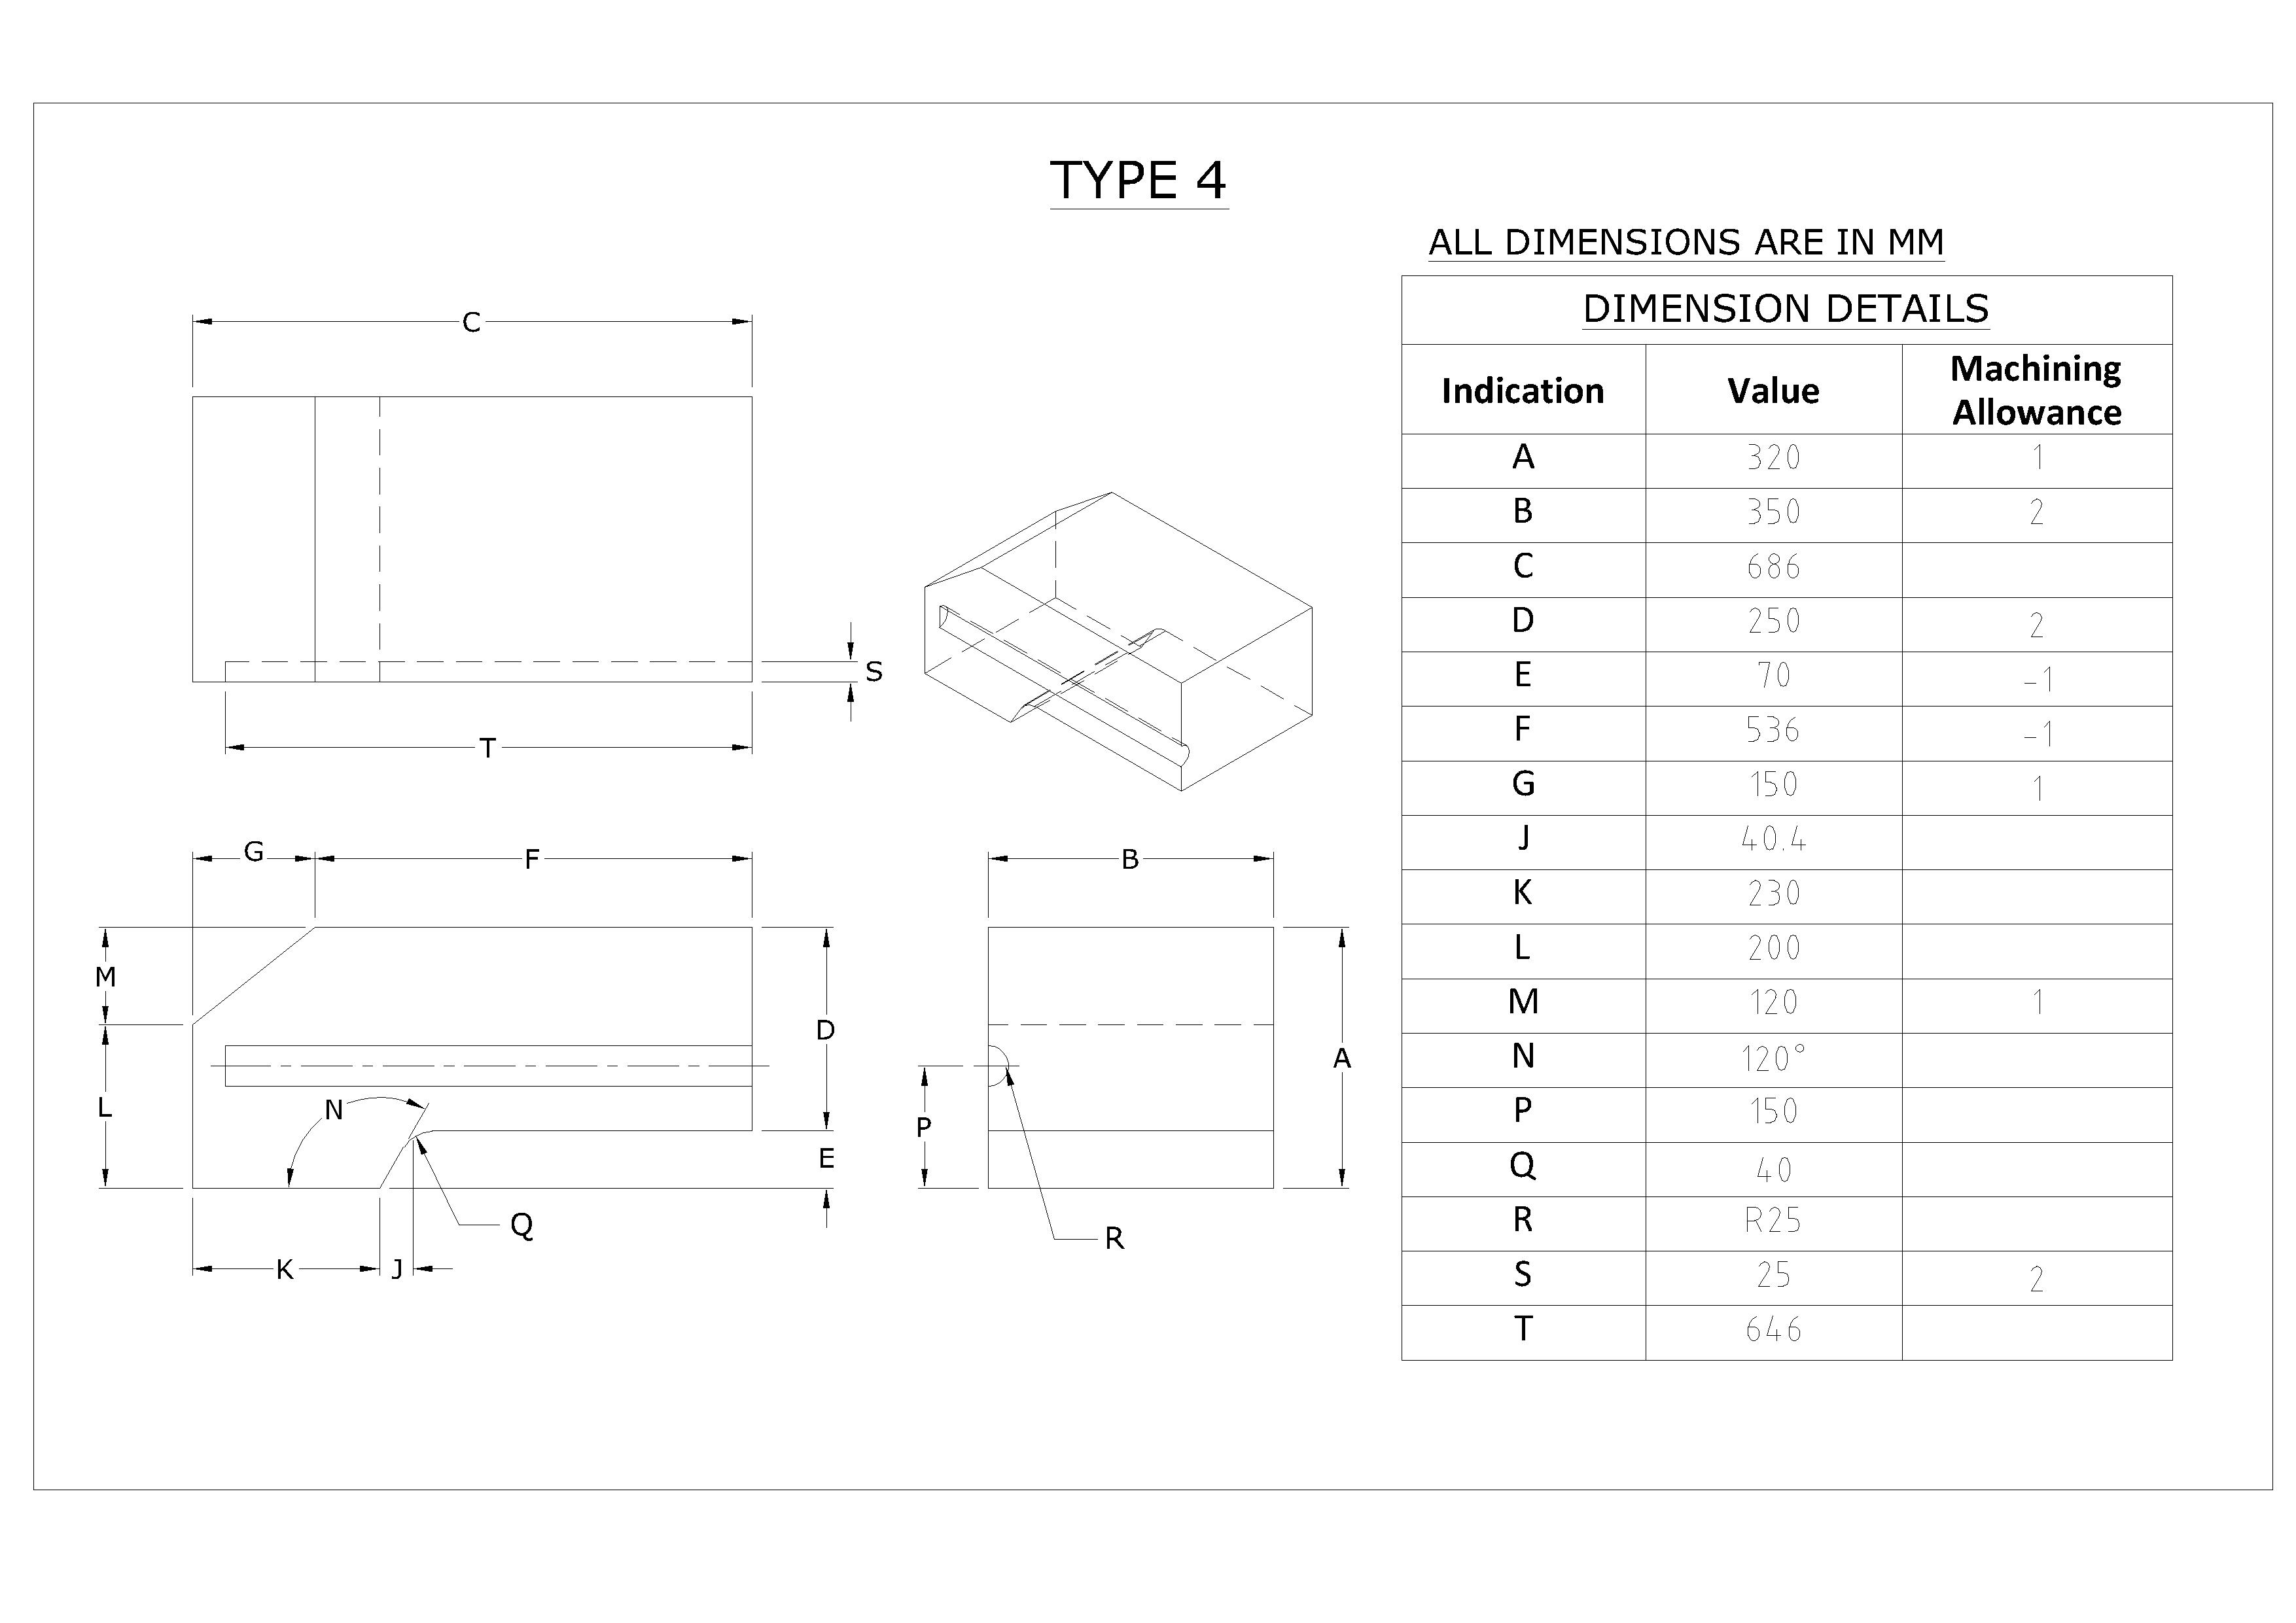 TYPE 4
ALL DIMENSIONS ARE IN MM
DIMENSION DETAILS
Indication Value Machining Allowance
A 320 1
B 350 2
C 686
D 250 2
E 70 -1
F 536 -1
G 150 1
J 40.4
K 230
L 200
M 120 1
N 120°
P 150
Q 40
R R25
S 25 2
T 646
C
S
T
G
F
M
L
N
D
E
Q
K
J
B
A
P
R